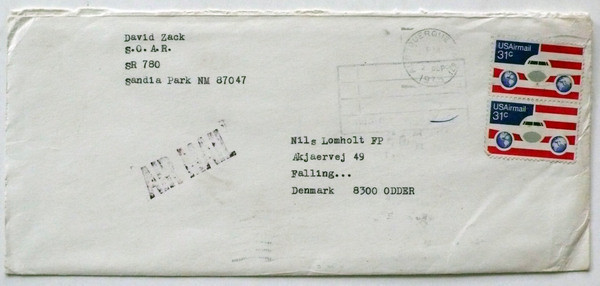 David Zack
S.O.A.R.
SR 780
Sandia Park NM 87047
USAirmail
31c
USAirmail
31c
"AIR MAIL"
Nils Lomholt FP
Akjaervej 49
Falling...
Denmark 8300 ODDER